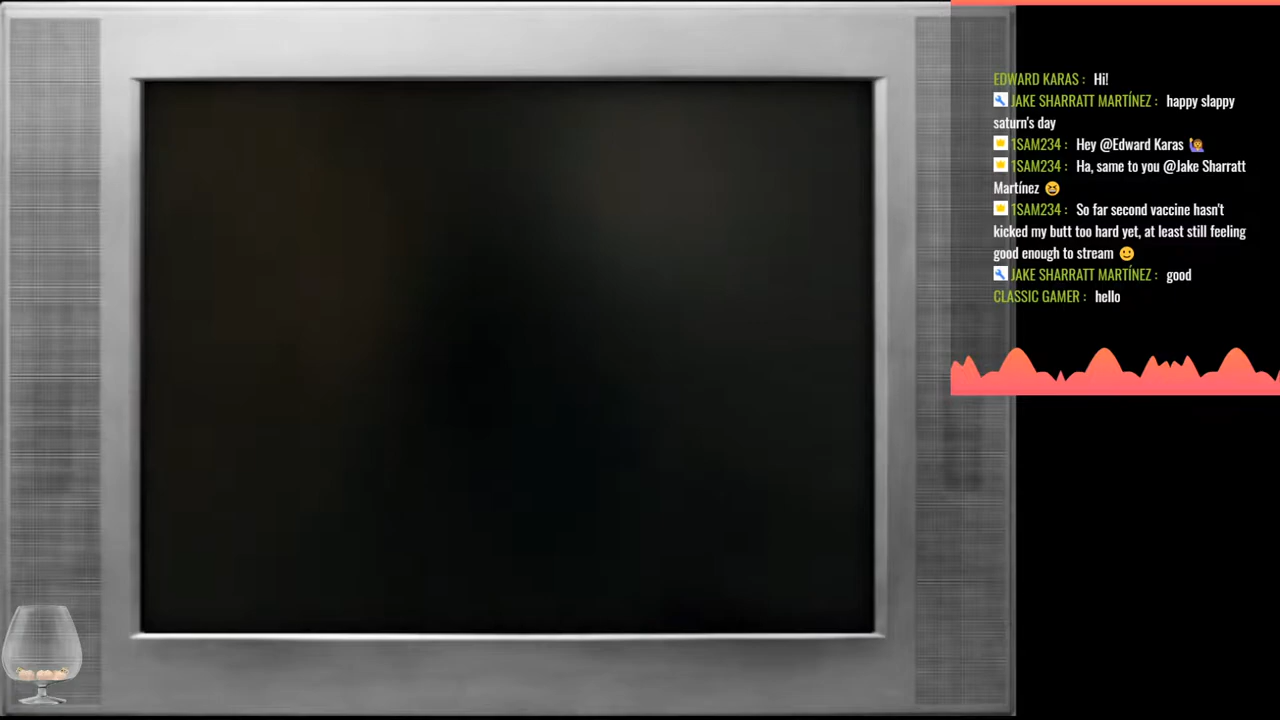 EDWARD KARAS : Hi!
JAKE SHARRATT MARTÍNEZ : happy slappy
saturn's day
1SAM234 : Hey @Edward Karas 🙋
1SAM234 : Ha, same to you @Jake Sharratt
Martínez 😆
1SAM234 : So far second vaccine hasn't
kicked my butt too hard yet, at least still feeling
good enough to stream 🙂
JAKE SHARRATT MARTÍNEZ : good
CLASSIC GAMER : hello